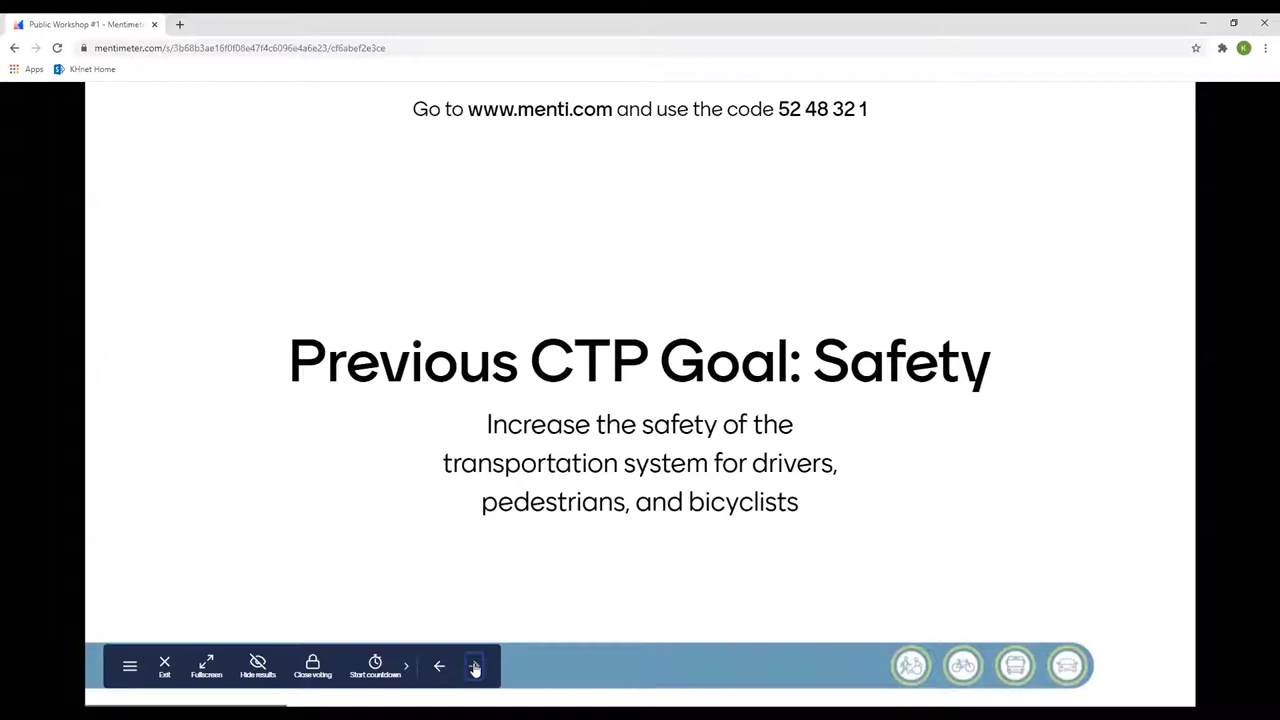 Public Workshop #1 - Mentimete
mentimeter.com/s/3b68b3ae16f0f08e47f4c6096e4a6e23/cf6abef2e3ce
K
Apps
KHnet Home
Go to www.menti.com and use the code 52 48 32 1
Previous CTP Goal: Safety
Increase the safety of the
transportation system for drivers,
pedestrians, and bicyclists
Exit
Fullscreen
Hide results
Close voting
Start countdown